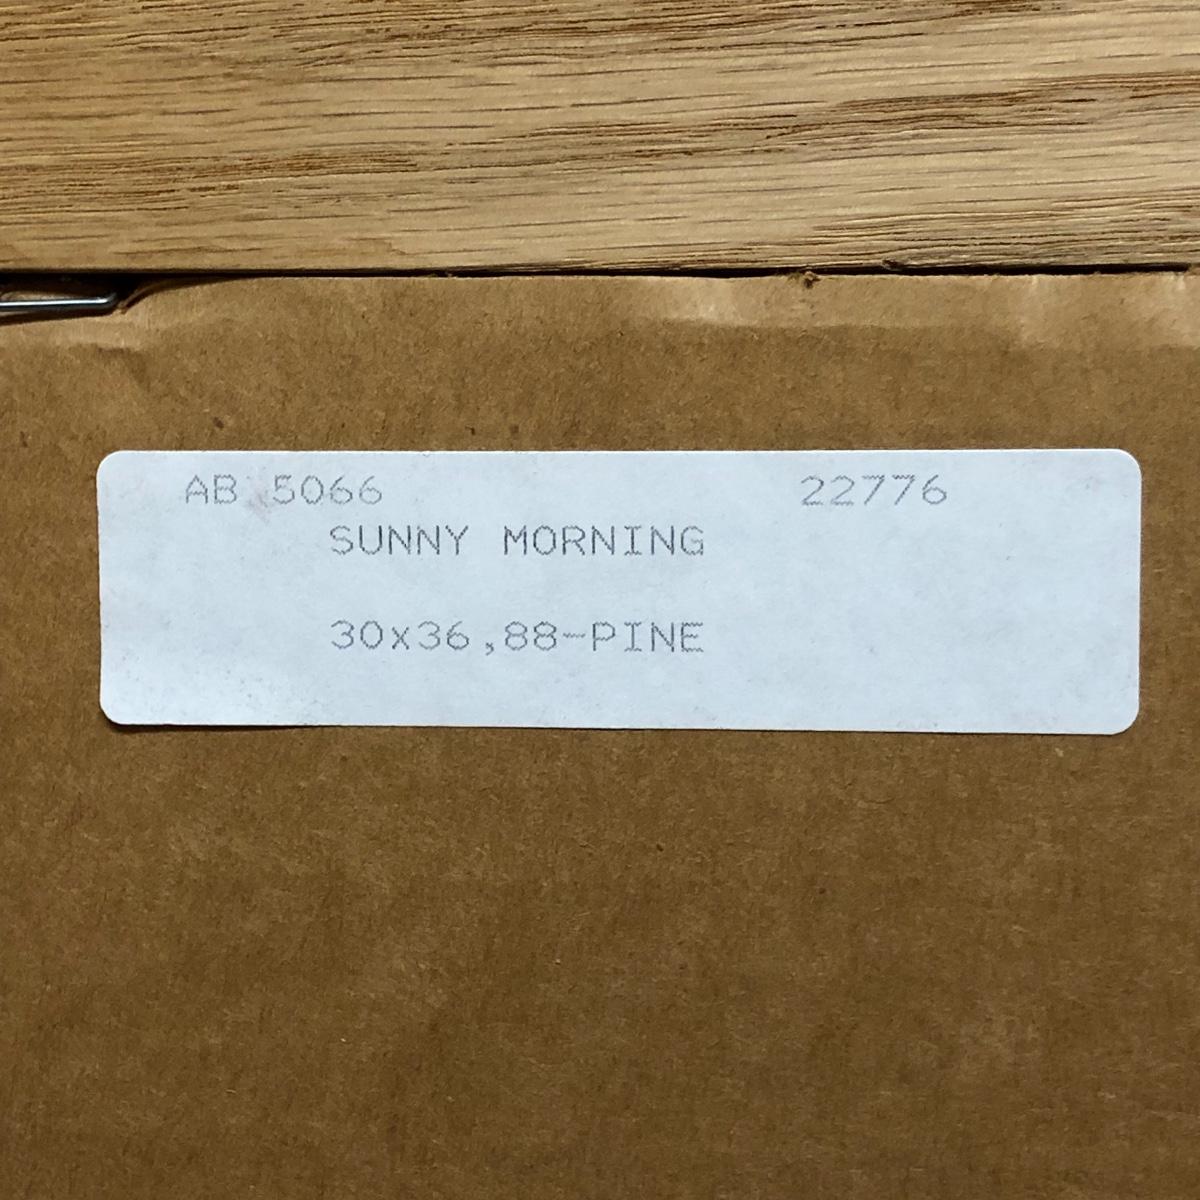 AB 5066 22776
SUNNY MORNING
30x36,88-PINE